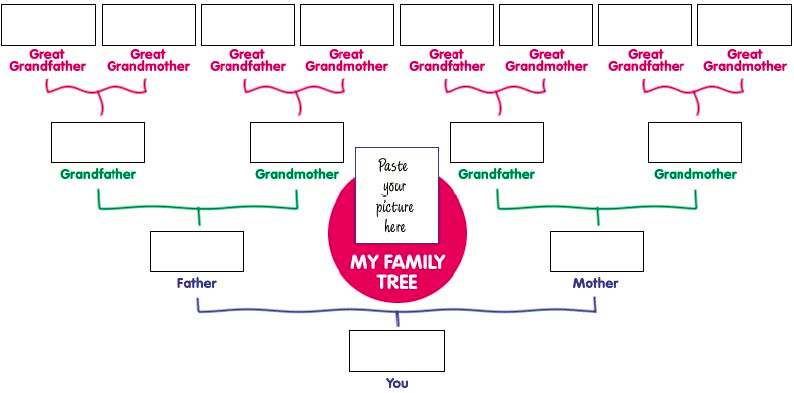 Great
Grandfather
Great
Grandmother
Great
Grandfather
Great
Grandmother
Great
Grandfather
Great
Grandmother
Great
Grandfather
Great
Grandmother
Grandfather
Grandmother
Paste
your
picture
here
Grandfather
Grandmother
MY FAMILY
TREE
Father
Mother
You